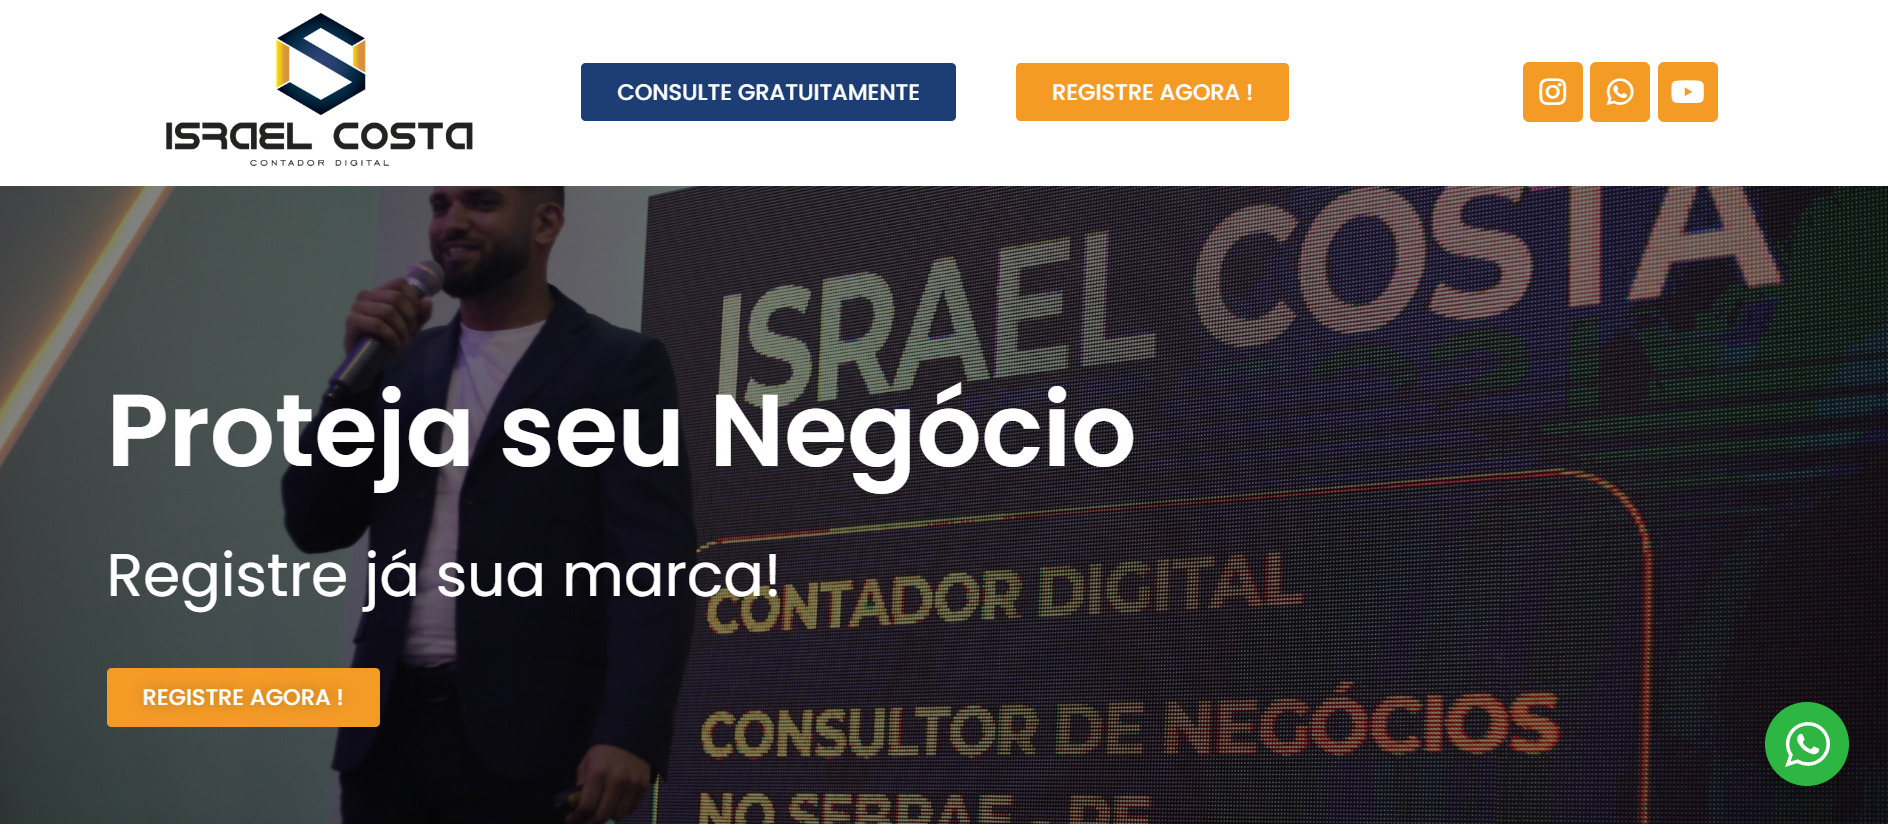 ISRAEL COSTA
CONTADOR DIGITAL
CONSULTE GRATUITAMENTE
REGISTRE AGORA !
ISRAEL COSTA
Proteja seu Negócio
Registre já sua marca!
CONTADOR DIGITAL
REGISTRE AGORA !
CONSULTOR DE NEGÓCIOS
NO SEBRAE - DE